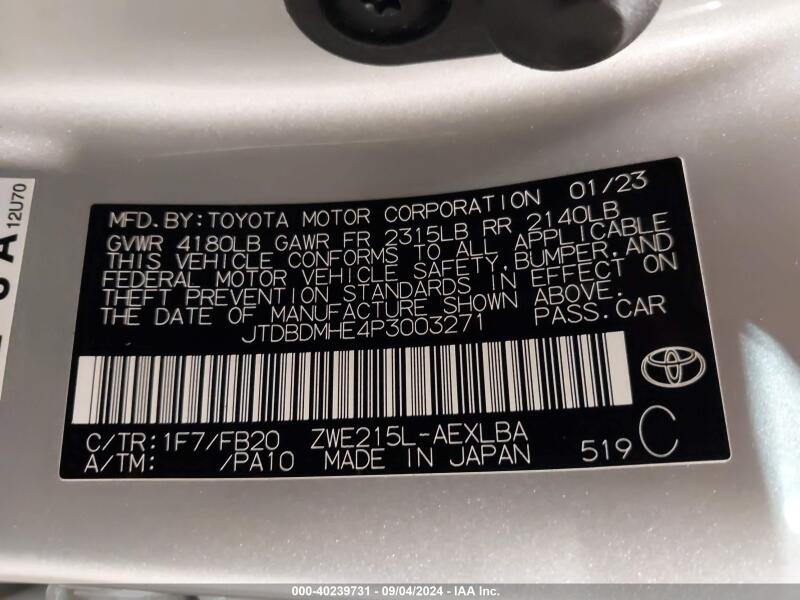 MFD.BY:TOYOTA MOTOR CORPORATION 01/23
GVWR 4180LB GAWR FR 2315LB RR 2140LB
THIS VEHICLE CONFORMS TO ALL APPLICABLE
FEDERAL MOTOR VEHICLE SAFETY, BUMPER, AND
THEFT PREVENTION STANDARDS IN EFFECT ON
THE DATE OF MANUFACTURE SHOWN ABOVE.
JTDBDMHE4P3003271 PASS.CAR
C/TR:1F7/FB20 ZWE215L-AEXLBA
A/TM: /PA10 MADE IN JAPAN 519 C
12U70
000-40239731 - 09/04/2024 - IAA Inc.